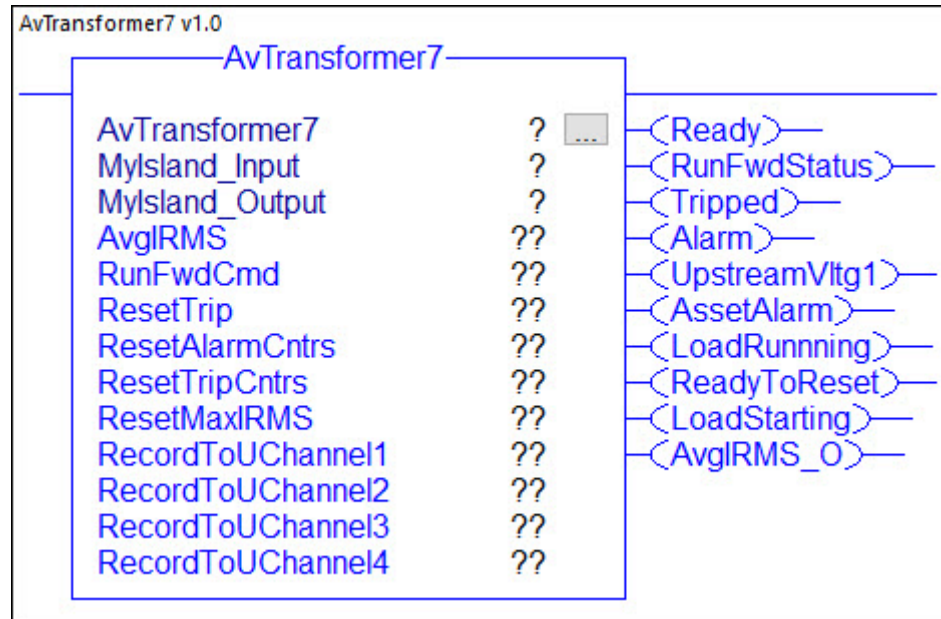 AvTransformer7 v1.0
AvTransformer7
AvTransformer7 ? ... Ready
MyIsland_Input ? RunFwdStatus
MyIsland_Output ? Tripped
AvgIRMS ?? Alarm
RunFwdCmd ?? UpstreamVltg1
ResetTrip ?? AssetAlarm
ResetAlarmCntrs ?? LoadRunnning
ResetTripCntrs ?? ReadyToReset
ResetMaxIRMS ?? LoadStarting
RecordToUChannel1 ?? AvgIRMS_O
RecordToUChannel2 ??
RecordToUChannel3 ??
RecordToUChannel4 ??